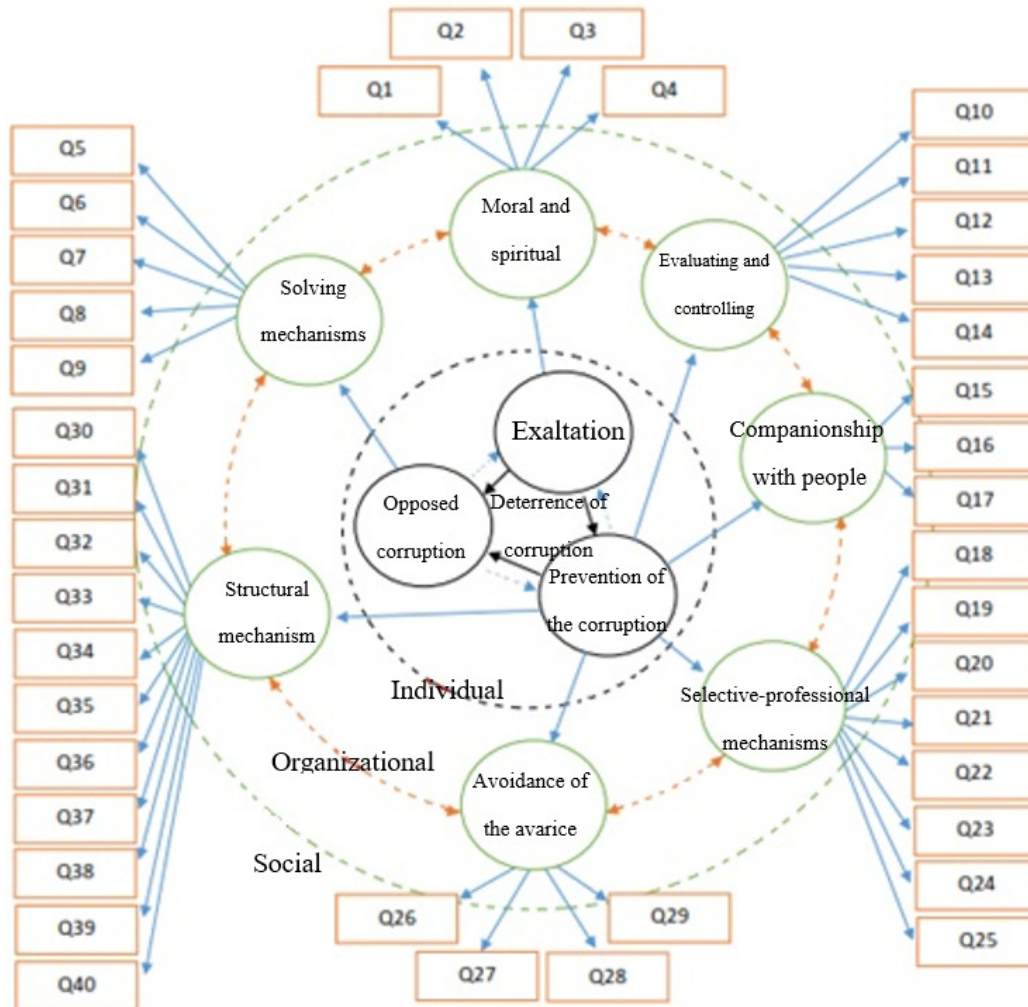 Q2
Q3
Q1
Q4
Q10
Q5
Q11
Q6
Q12
Q7
Q13
Q8
Q14
Q9
Q15
Q30
Q16
Q31
Q17
Q32
Q18
Q33
Q19
Q34
Q20
Q35
Q21
Q36
Q22
Q37
Q23
Q38
Q24
Q39
Q25
Q40
Q26
Q29
Q27
Q28
Moral and
spiritual
Evaluating and
controlling
Solving
mechanisms
Companionship
with people
Exaltation
Opposed
corruption
Deterrence of
corruption
Prevention of
the corruption
Structural
mechanism
Selective-professional
mechanisms
Avoidance of
the avarice
Individual
Organizational
Social